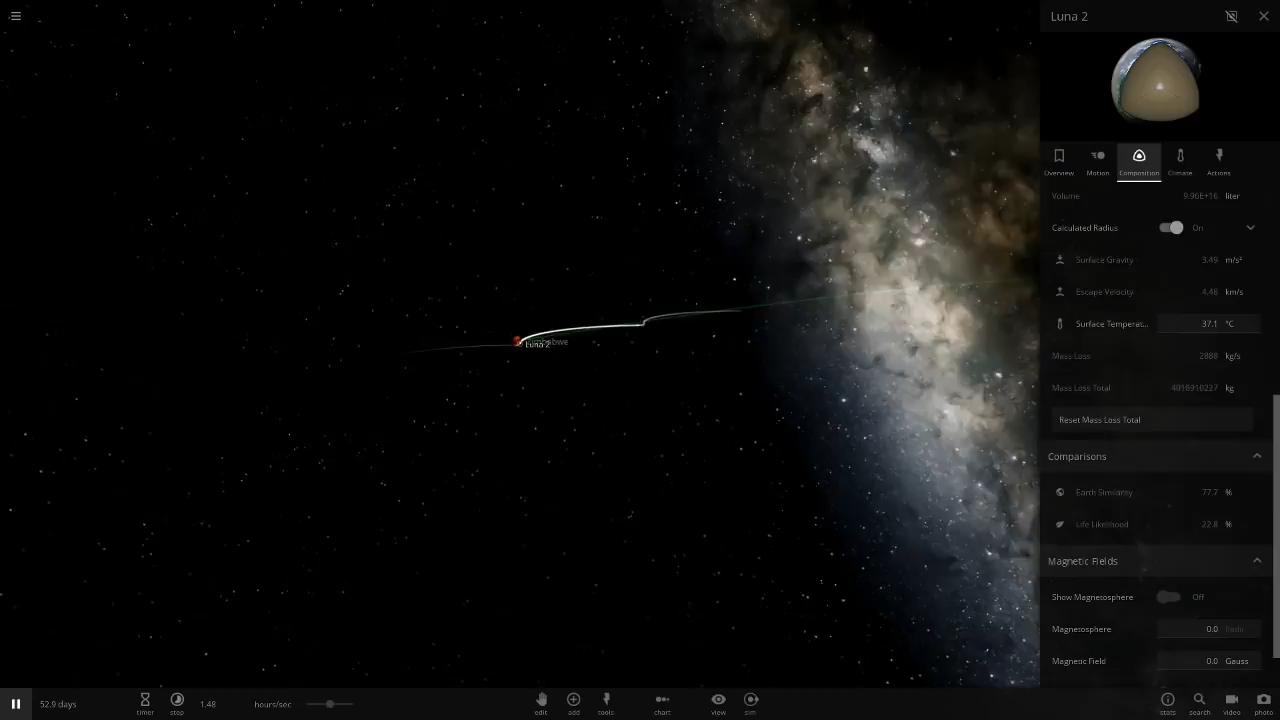 Luna 2
Overview Motion Composition Climate Actions
Volume 9.96E+16 liter
Calculated Radius On
Surface Gravity 3.49 m/s²
Escape Velocity 4.48 km/s
Surface Temperat... 37.1 °C
Mass Loss 2888 kg/s
Mass Loss Total 4016910227 kg
Reset Mass Loss Total
Comparisons
Earth Similarity 77.7 %
Life Likelihood 22.8 %
Magnetic Fields
Show Magnetosphere Off
Magnetosphere 0.0
Magnetic Field 0.0 Gauss
Luna 2
52.9 days timer step 1.48 hours/sec edit add tools chart view sim stats search video photo